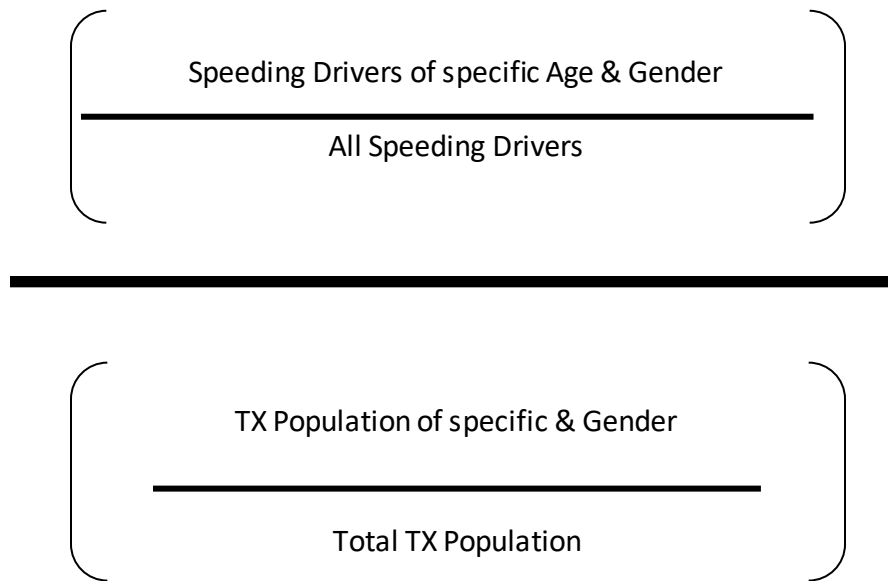 Speeding Drivers of specific Age & Gender
All Speeding Drivers
TX Population of specific & Gender
Total TX Population